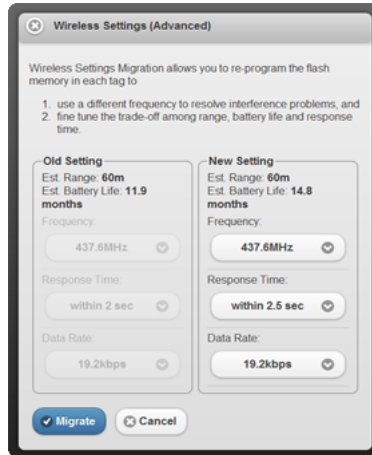 Wireless Settings (Advanced)
Wireless Settings Migration allows you to re-program the flash
memory in each tag to
1. use a different frequency to resolve interference problems, and
2. fine tune the trade-off among range, battery life and response
time.
Old Setting
Est. Range: 60m
Est. Battery Life: 11.9
months
Frequency:
437.6MHz
Response Time:
within 2 sec
Data Rate:
19.2kbps
New Setting
Est. Range: 60m
Est. Battery Life: 14.8
months
Frequency:
437.6MHz
Response Time:
within 2.5 sec
Data Rate:
19.2kbps
Migrate
Cancel